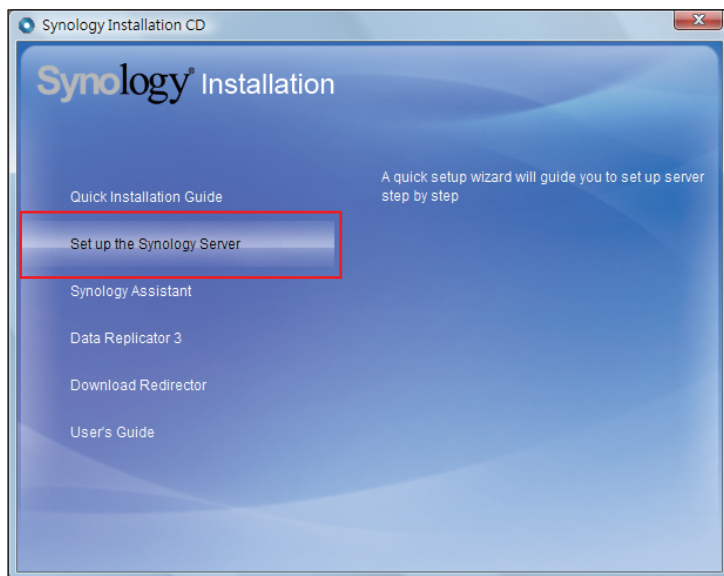 Synology Installation CD
Synology® Installation
Quick Installation Guide
Set up the Synology Server
Synology Assistant
Data Replicator 3
Download Redirector
User's Guide
A quick setup wizard will guide you to set up server
step by step